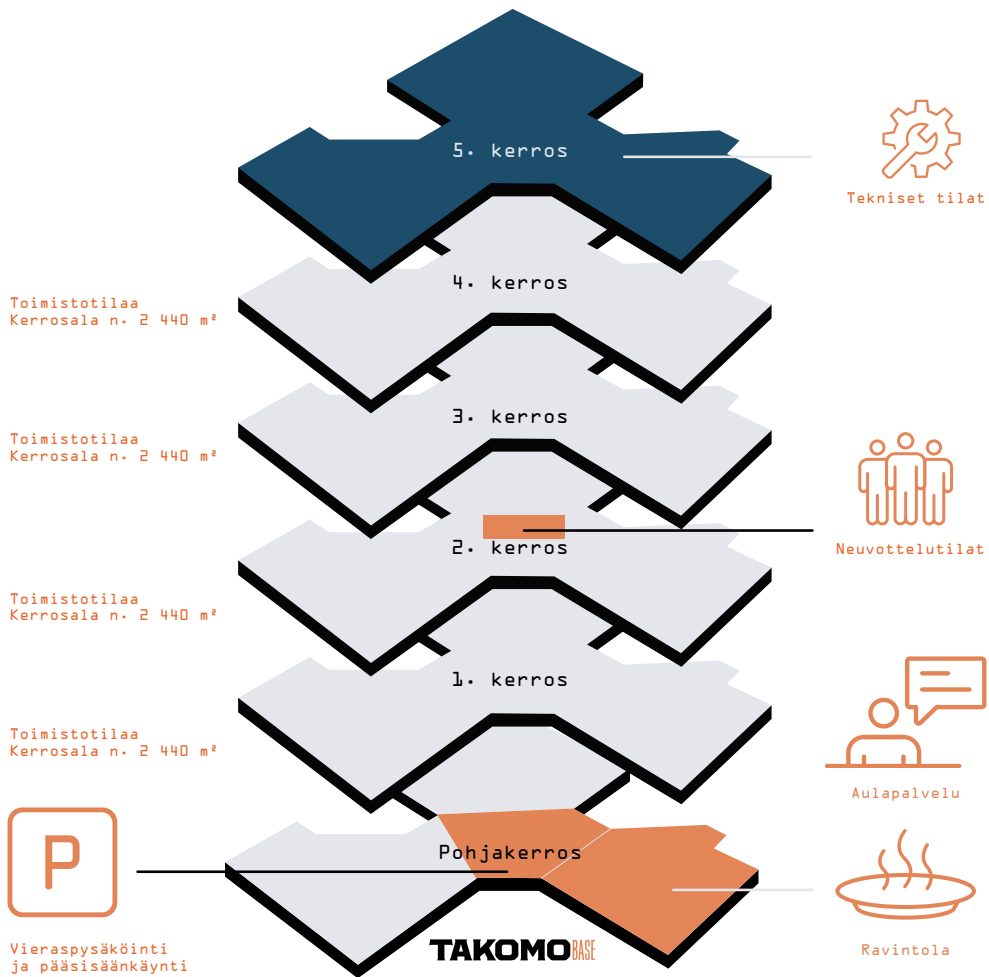 5. kerros
Tekniset tilat
4. kerros
Toimistotilaa
Kerrosala n. 2 440 m²
3. kerros
Toimistotilaa
Kerrosala n. 2 440 m²
2. kerros
Neuvottelutilat
Toimistotilaa
Kerrosala n. 2 440 m²
1. kerros
Toimistotilaa
Kerrosala n. 2 440 m²
Aulapalvelu
P
Pohjakerros
TAKOMO BASE
Vieraspysäköinti
ja pääsisäänkäynti
Ravintola